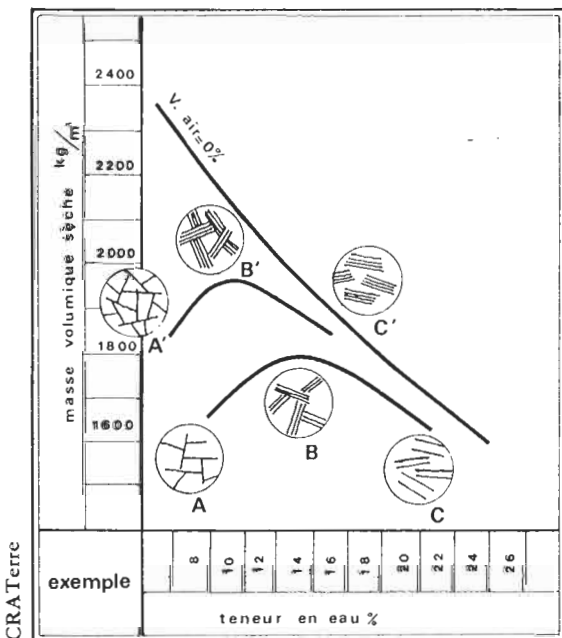 masse volumique sèche kg/m³
2400
2200
2000
1800
1600
V. air=0%
B'
C'
A'
B
A
C
8 10 12 14 16 18 20 22 24 26
exemple
teneur en eau %
CRATerre